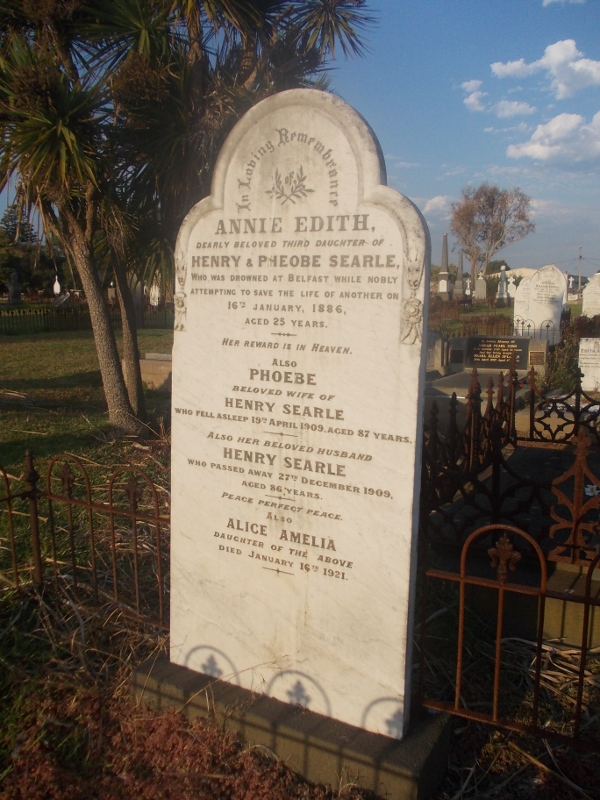 In Loving Remembrance
of
ANNIE EDITH,
DEARLY BELOVED THIRD DAUGHTER OF
HENRY & PHEOBE SEARLE,
WHO WAS DROWNED AT BELFAST WHILE NOBLY
ATTEMPTING TO SAVE THE LIFE OF ANOTHER ON
16TH JANUARY, 1886,
AGED 25 YEARS.
HER REWARD IS IN HEAVEN.
ALSO
PHOEBE
BELOVED WIFE OF
HENRY SEARLE
WHO FELL ASLEEP 19TH APRIL 1909, AGED 87 YEARS.
ALSO HER BELOVED HUSBAND
HENRY SEARLE
WHO PASSED AWAY 27TH DECEMBER 1909,
AGED 86 YEARS.
PEACE PERFECT PEACE.
ALSO
ALICE AMELIA
DAUGHTER OF THE ABOVE
DIED JANUARY 16TH 1921.